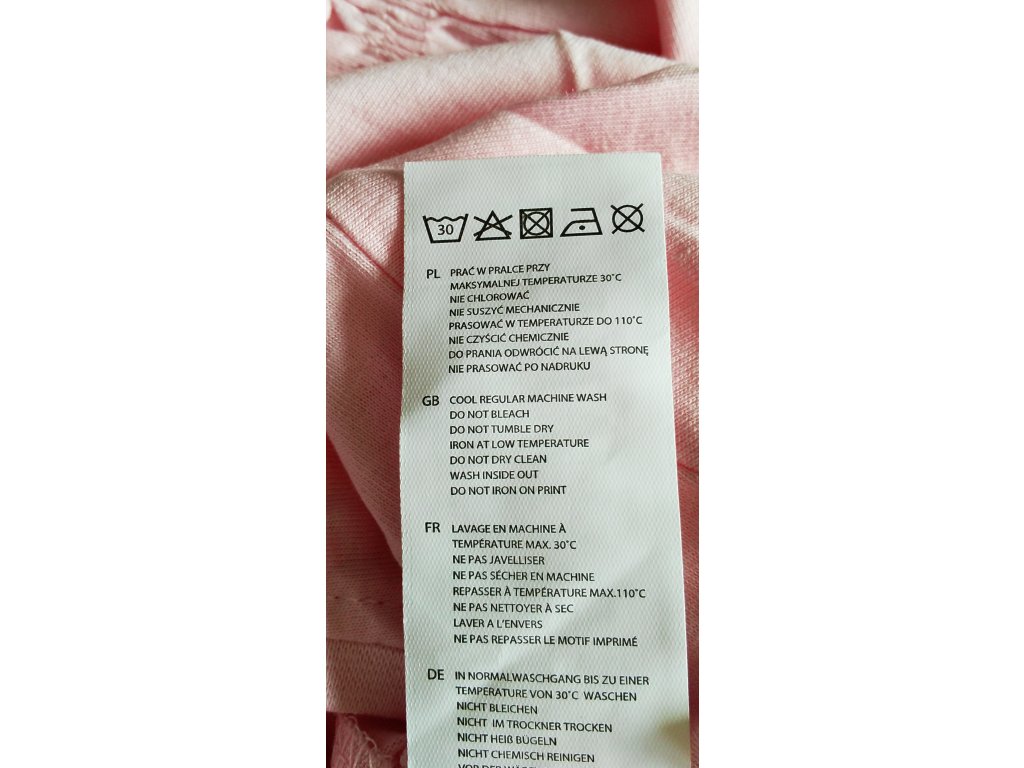 30
PL PRAĆ W PRALCE PRZY
MAKSYMALNEJ TEMPERATURZE 30˚C
NIE CHLOROWAĆ
NIE SUSZYĆ MECHANICZNIE
PRASOWAĆ W TEMPERATURZE DO 110˚C
NIE CZYŚCIĆ CHEMICZNIE
DO PRANIA ODWRÓCIĆ NA LEWĄ STRONĘ
NIE PRASOWAĆ PO NADRUKU
GB COOL REGULAR MACHINE WASH
DO NOT BLEACH
DO NOT TUMBLE DRY
IRON AT LOW TEMPERATURE
DO NOT DRY CLEAN
WASH INSIDE OUT
DO NOT IRON ON PRINT
FR LAVAGE EN MACHINE À
TEMPÉRATURE MAX. 30˚C
NE PAS JAVELLISER
NE PAS SÉCHER EN MACHINE
REPASSER À TEMPÉRATURE MAX.110˚C
NE PAS NETTOYER À SEC
LAVER A L'ENVERS
NE PAS REPASSER LE MOTIF IMPRIMÉ
DE IN NORMALWASCHGANG BIS ZU EINER
TEMPERATURE VON 30˚C WASCHEN
NICHT BLEICHEN
NICHT IM TROCKNER TROCKEN
NICHT HEIß BÜGELN
NICHT CHEMISCH REINIGEN
VOR DER